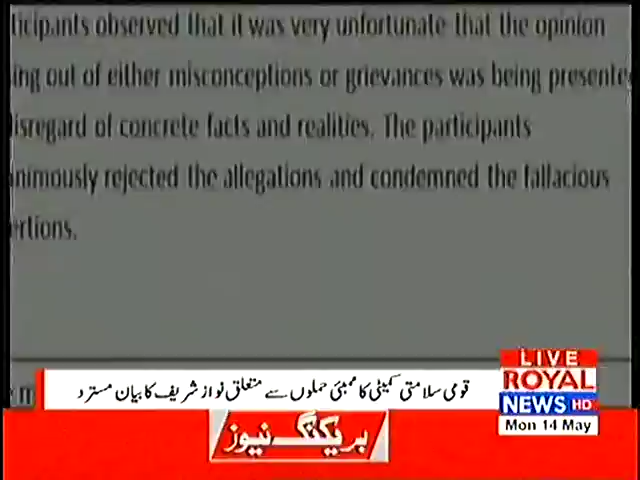 ticipants observed that it was very unfortunate that the opinion
ing out of either misconceptions or grievances was being presente
isregard of concrete facts and realities. The participants
nimously rejected the allegations and condemned the fallacious
ertions.
قومی سلامتی کمیٹی کا ممبئی حملوں سے متعلق نواز شریف کا بیان مسترد
بریکنگ نیوز
LIVE
ROYAL
NEWS HD
Mon 14 May